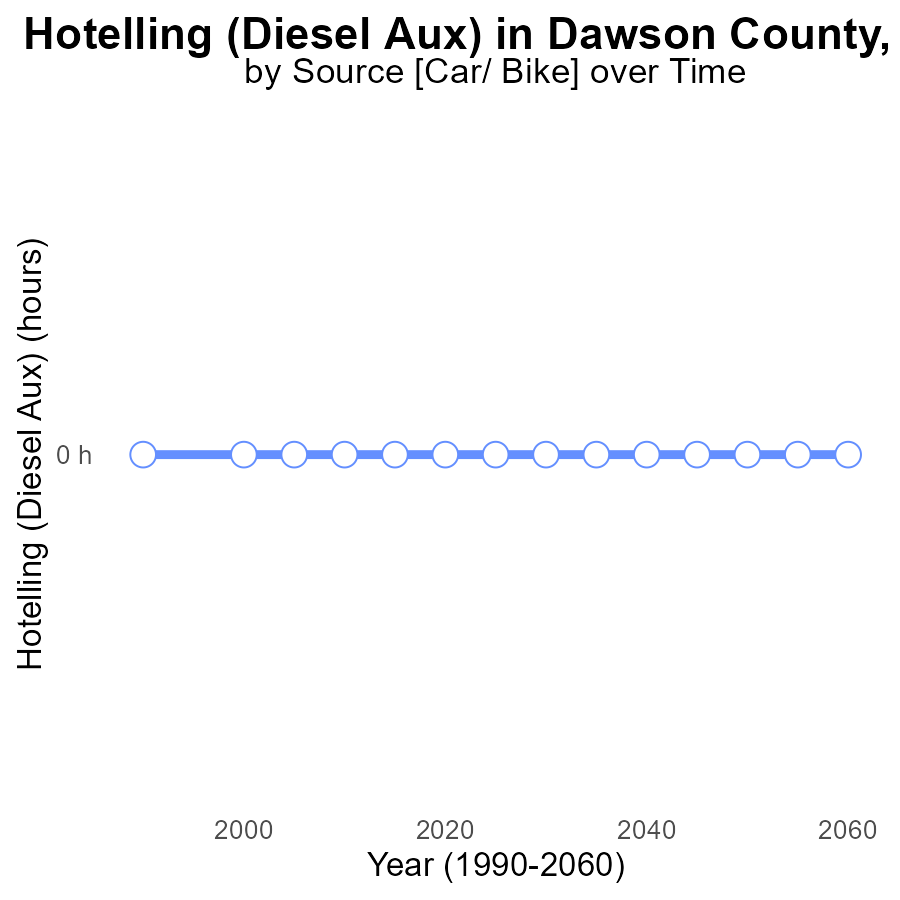 Hotelling (Diesel Aux) in Dawson County,
by Source [Car/ Bike] over Time
Hotelling (Diesel Aux) (hours)
0 h
2000
2020
2040
2060
Year (1990-2060)